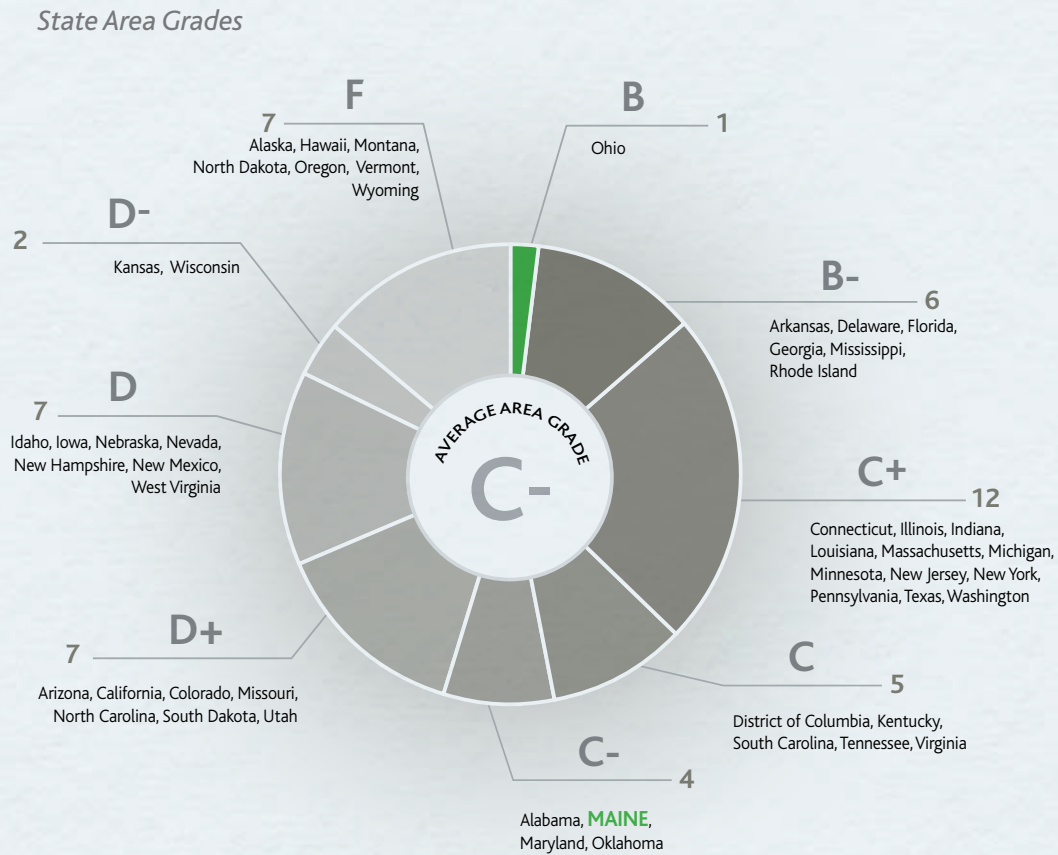 State Area Grades
F
7
Alaska, Hawaii, Montana,
North Dakota, Oregon, Vermont,
Wyoming
B
1
Ohio
D-
2
Kansas, Wisconsin
B-
6
Arkansas, Delaware, Florida,
Georgia, Mississippi,
Rhode Island
D
7
Idaho, Iowa, Nebraska, Nevada,
New Hampshire, New Mexico,
West Virginia
AVERAGE AREA GRADE
C-
C+
12
Connecticut, Illinois, Indiana,
Louisiana, Massachusetts, Michigan,
Minnesota, New Jersey, New York,
Pennsylvania, Texas, Washington
D+
7
Arizona, California, Colorado, Missouri,
North Carolina, South Dakota, Utah
C
5
District of Columbia, Kentucky,
South Carolina, Tennessee, Virginia
C-
4
Alabama, MAINE,
Maryland, Oklahoma